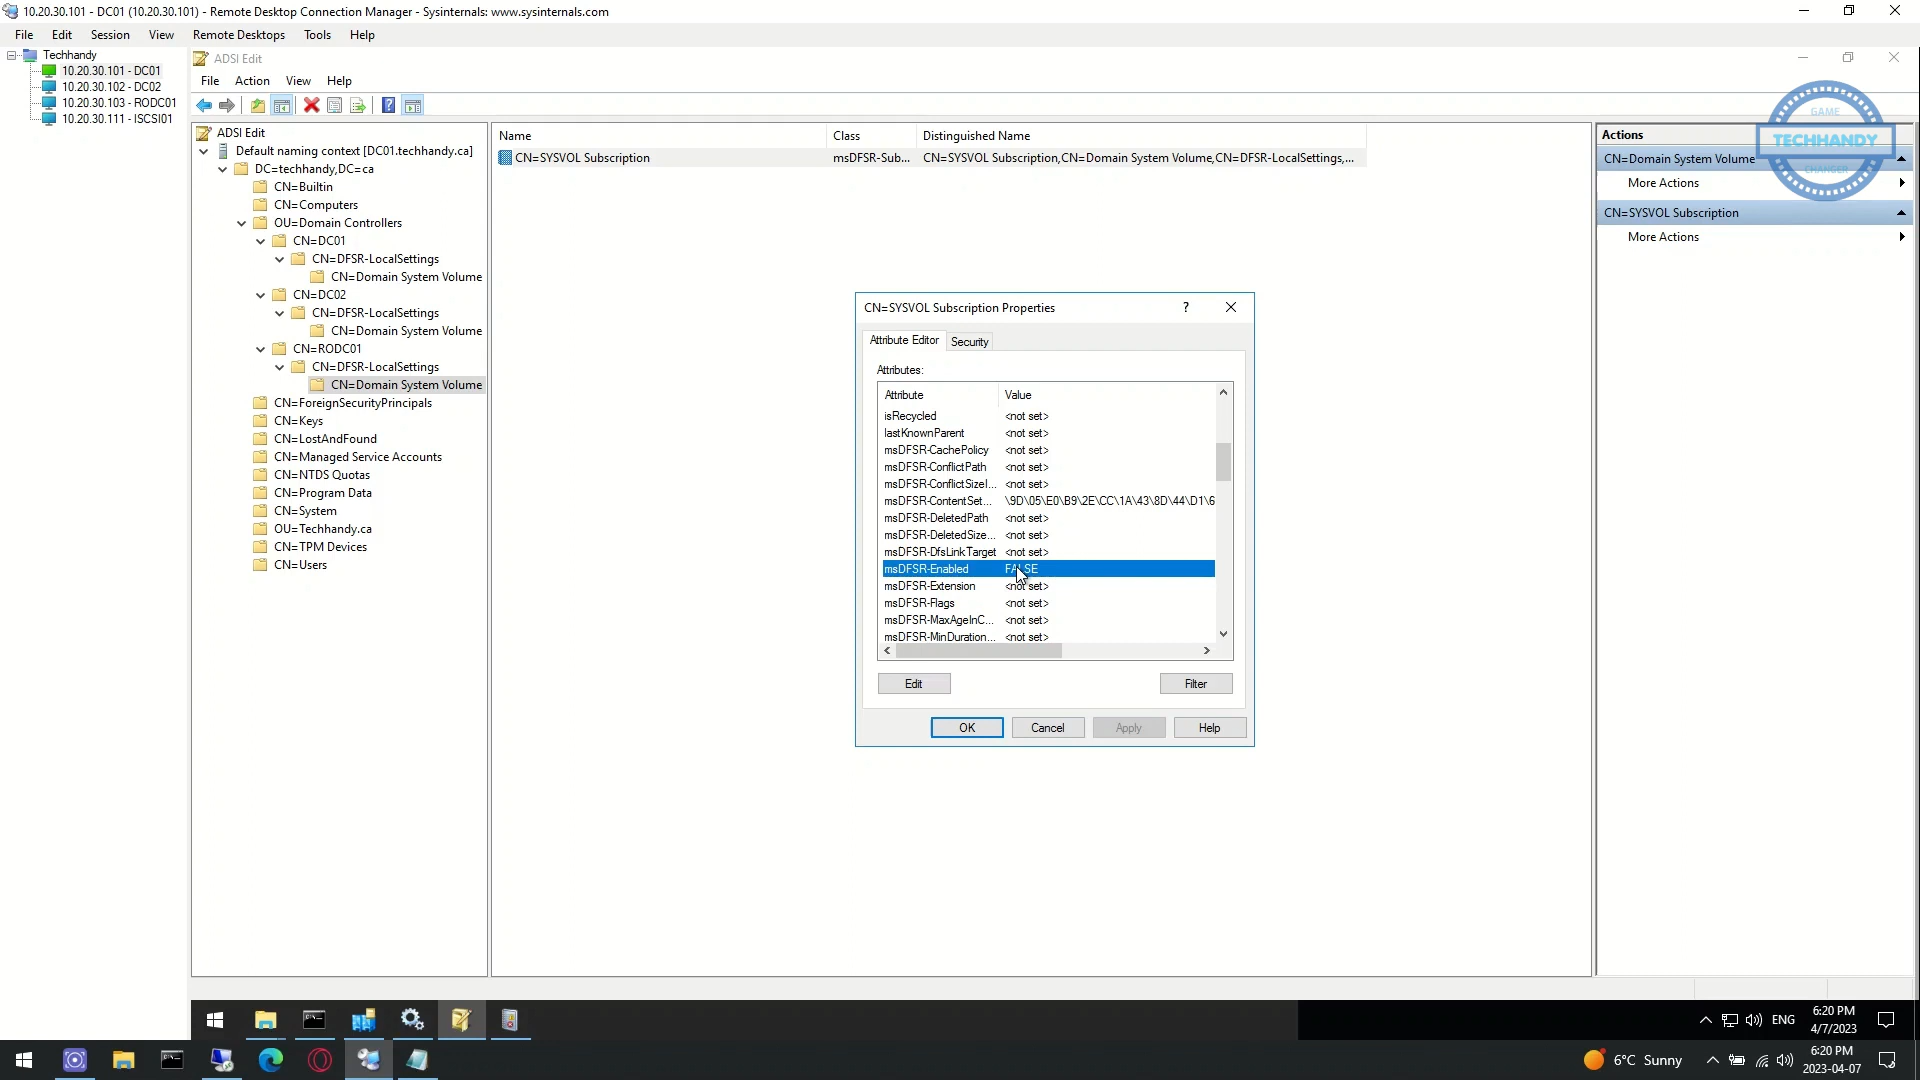 10.20.30.101 - DC01 (10.20.30.101) - Remote Desktop Connection Manager - Sysinternals: www.sysinternals.com
File Edit Session View Remote Desktops Tools Help
Techhandy
10.20.30.101 - DC01
10.20.30.102 - DC02
10.20.30.103 - RODC01
10.20.30.111 - ISCSI01
ADSI Edit
File Action View Help
ADSI Edit
Default naming context [DC01.techhandy.ca]
DC=techhandy,DC=ca
CN=Builtin
CN=Computers
OU=Domain Controllers
CN=DC01
CN=DFSR-LocalSettings
CN=Domain System Volume
CN=DC02
CN=DFSR-LocalSettings
CN=Domain System Volume
CN=RODC01
CN=DFSR-LocalSettings
CN=Domain System Volume
CN=ForeignSecurityPrincipals
CN=Keys
CN=LostAndFound
CN=Managed Service Accounts
CN=NTDS Quotas
CN=Program Data
CN=System
OU=Techhandy.ca
CN=TPM Devices
CN=Users
Name Class Distinguished Name
CN=SYSVOL Subscription msDFSR-Sub... CN=SYSVOL Subscription,CN=Domain System Volume,CN=DFSR-LocalSettings,...
Actions
CN=Domain System Volume
More Actions
CN=SYSVOL Subscription
More Actions
GAME
TECHHANDY
CHANGER
CN=SYSVOL Subscription Properties
Attribute Editor Security
Attributes:
Attribute Value
isRecycled <not set>
lastKnownParent <not set>
msDFSR-CachePolicy <not set>
msDFSR-ConflictPath <not set>
msDFSR-ConflictSizeI... <not set>
msDFSR-ContentSet... \9D\05\E0\B9\2E\CC\1A\43\8D\44\D1\6
msDFSR-DeletedPath <not set>
msDFSR-DeletedSize... <not set>
msDFSR-DfsLinkTarget <not set>
msDFSR-Enabled FALSE
msDFSR-Extension <not set>
msDFSR-Flags <not set>
msDFSR-MaxAgeInC... <not set>
msDFSR-MinDuration... <not set>
Edit Filter
OK Cancel Apply Help
ENG 6:20 PM
4/7/2023
6°C Sunny 6:20 PM
2023-04-07